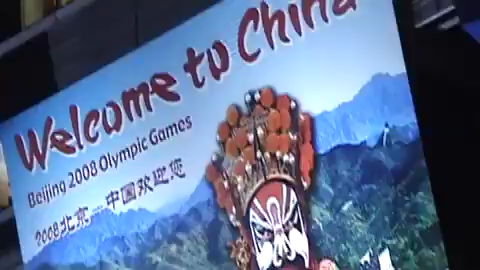 Welcome to China
Beijing 2008 Olympic Games
2008北京—中国欢迎您